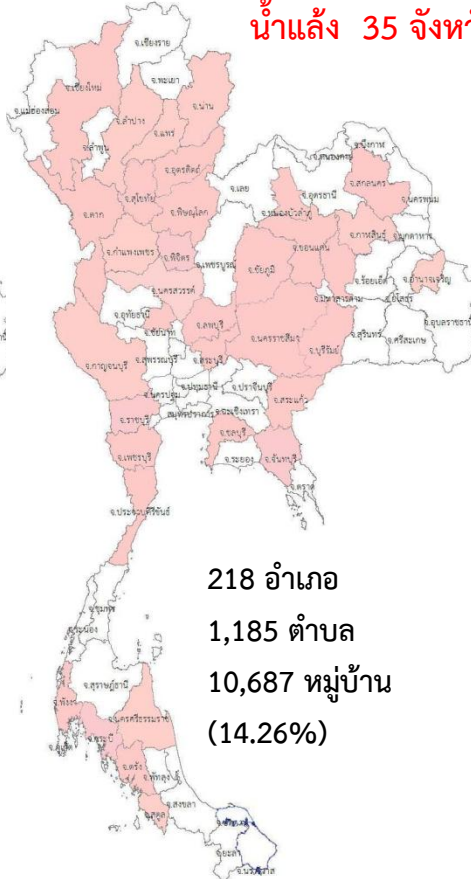 น้ำแล้ง 35 จังหวั
จ.เชียงราย
จ.พะเยา
จ.เชียงใหม่
จ.แม่ฮ่องสอน
จ.น่าน
จ.ลำปาง
จ.แพร่
จ.ลำพูน
จ.อุตรดิตถ์
จ.สุโขทัย
จ.ตาก
จ.พิษณุโลก
จ.กำแพงเพชร
จ.พิจิตร
จ.เพชรบูรณ์
จ.เลย
จ.หนองบัวลำภู
จ.อุดรธานี
จ.บึงกาฬ
จ.สกลนคร
จ.นครพนม
จ.กาฬสินธุ์
จ.มุกดาหาร
จ.ขอนแก่น
จ.ชัยภูมิ
จ.ร้อยเอ็ด
จ.อำนาจเจริญ
จ.มหาสารคาม
จ.ยโสธร
จ.อุบลราชธานี
จ.สุรินทร์
จ.ศรีสะเกษ
จ.บุรีรัมย์
จ.นครราชสีมา
จ.นครสวรรค์
จ.อุทัยธานี
จ.ชัยนาท
จ.ลพบุรี
จ.สุพรรณบุรี
จ.สระบุรี
จ.กาญจนบุรี
จ.ปทุมธานี
จ.ปราจีนบุรี
จ.นครปฐม
จ.ฉะเชิงเทรา
จ.สระแก้ว
จ.ราชบุรี
จ.ชลบุรี
จ.ระยอง
จ.จันทบุรี
จ.ตราด
จ.เพชรบุรี
จ.ประจวบคีรีขันธ์
218 อำเภอ
1,185 ตำบล
10,687 หมู่บ้าน
(14.26%)
จ.ชุมพร
จ.ระนอง
จ.สุราษฎร์ธานี
จ.พังงา
จ.นครศรีธรรมราช
จ.กระบี่
จ.ภูเก็ต
จ.ตรัง
จ.พัทลุง
จ.สตูล
จ.สงขลา
จ.ยะลา
จ.นราธิวาส